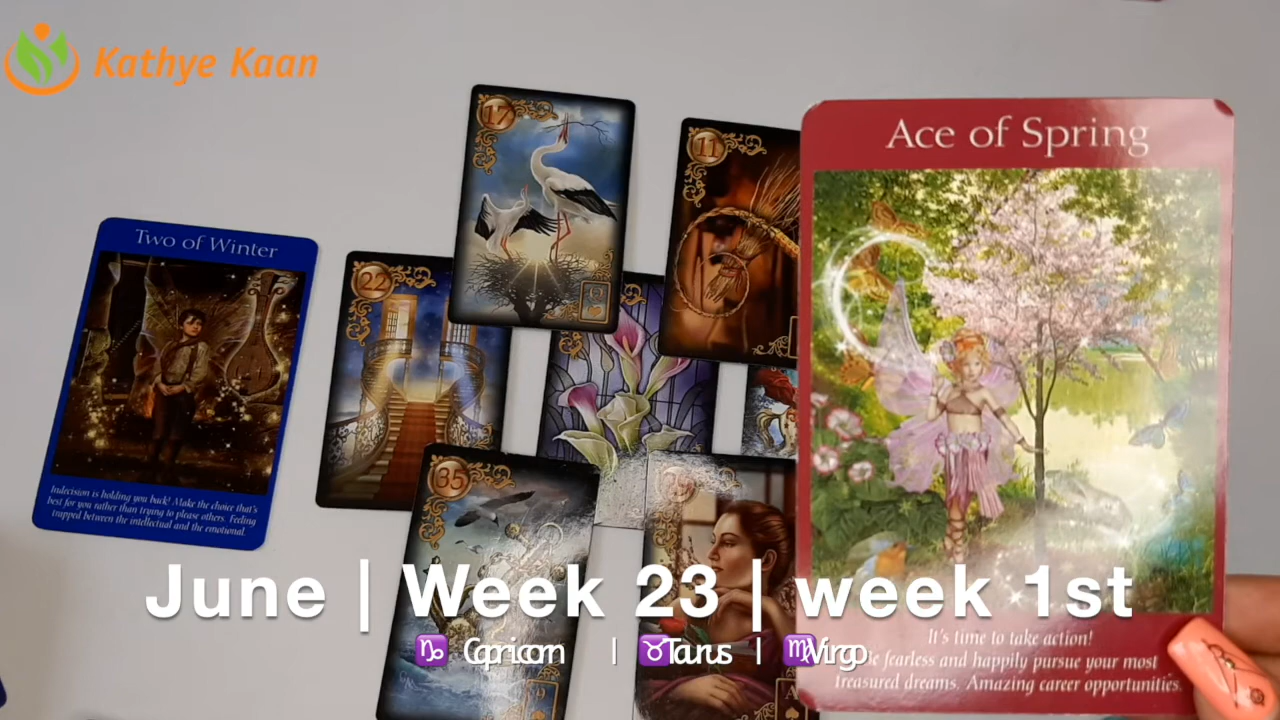 Kathye Kaan
Ace of Spring
17
11
Two of Winter
22
35
Indecision is holding you back! Make the choice that's
best for you rather than trying to please others. Feeling
trapped between the intellectual and the emotional.
June | Week 23 | week 1st
♑ Capricorn | ♉Taurus | ♍Virgo
It's time to take action!
Be fearless and happily pursue your most
treasured dreams. Amazing career opportunities.
A